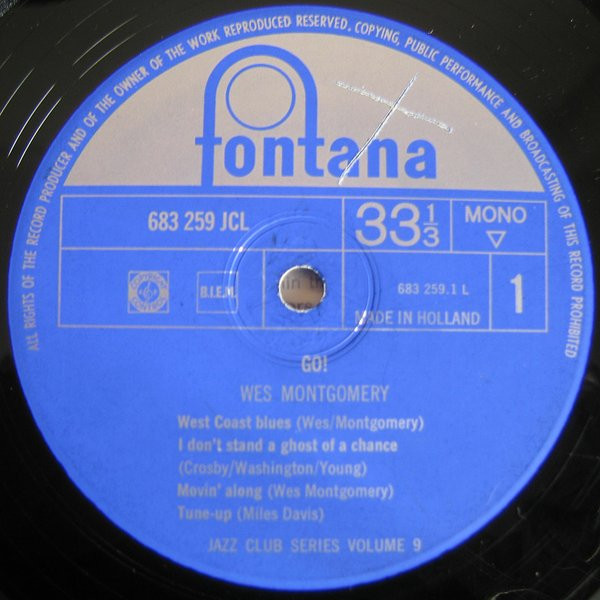 ALL RIGHTS OF THE RECORD PRODUCER AND OF THE OWNER OF THE WORK REPRODUCED RESERVED. COPYING, PUBLIC PERFORMANCE AND BROADCASTING OF THIS RECORD PROHIBITED
fontana
683 259 JCL
33 1/3
MONO
B.I.E.M.
683 259.1 L
1
MADE IN HOLLAND
GO!
WES MONTGOMERY
West Coast blues (Wes/Montgomery)
I don't stand a ghost of a chance
(Crosby/Washington/Young)
Movin' along (Wes Montgomery)
Tune-up (Miles Davis)
JAZZ CLUB SERIES VOLUME 9